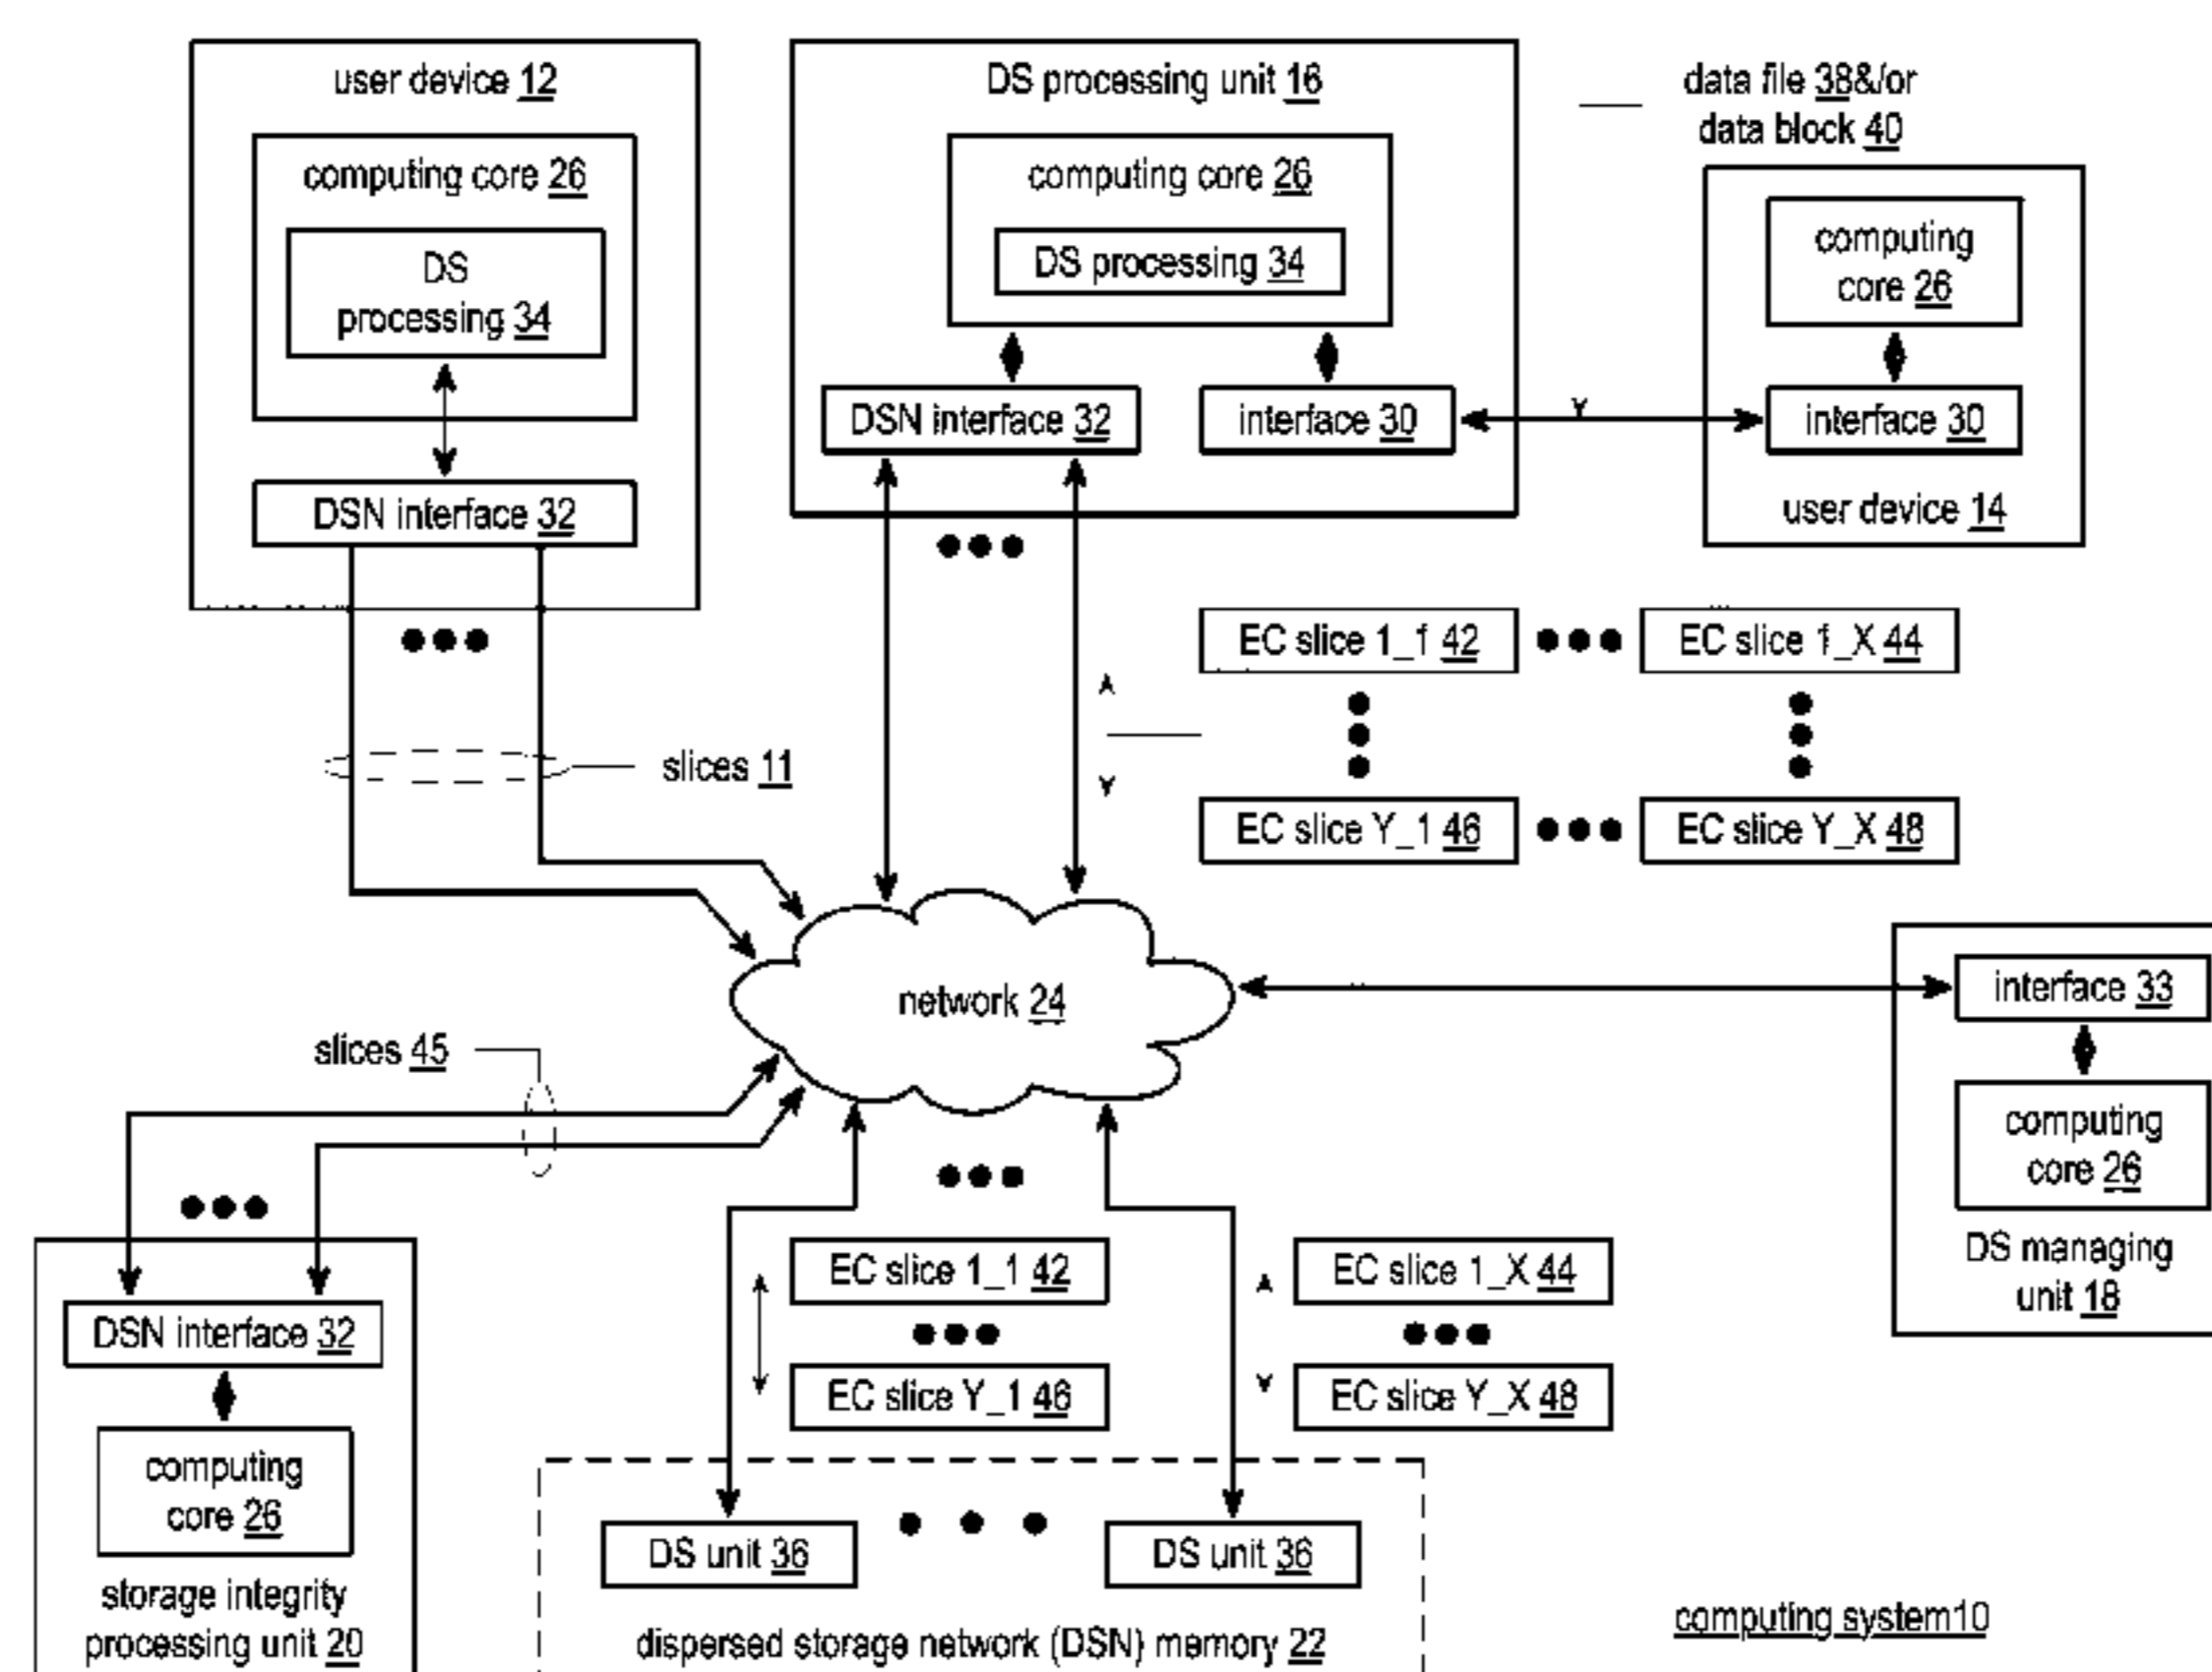 user device 12
computing core 26
DS
processing 34
DSN interface 32
DS processing unit 16
computing core 26
DS processing 34
DSN interface 32
interface 30
data file 38&/or
data block 40
computing
core 26
interface 30
user device 14
EC slice 1_1 42
EC slice 1_X 44
slices 11
EC slice Y_1 46
EC slice Y_X 48
network 24
interface 33
computing
core 26
DS managing
unit 18
slices 45
DSN interface 32
computing
core 26
storage integrity
processing unit 20
EC slice 1_1 42
EC slice 1_X 44
EC slice Y_1 46
EC slice Y_X 48
DS unit 36
DS unit 36
dispersed storage network (DSN) memory 22
computing system10